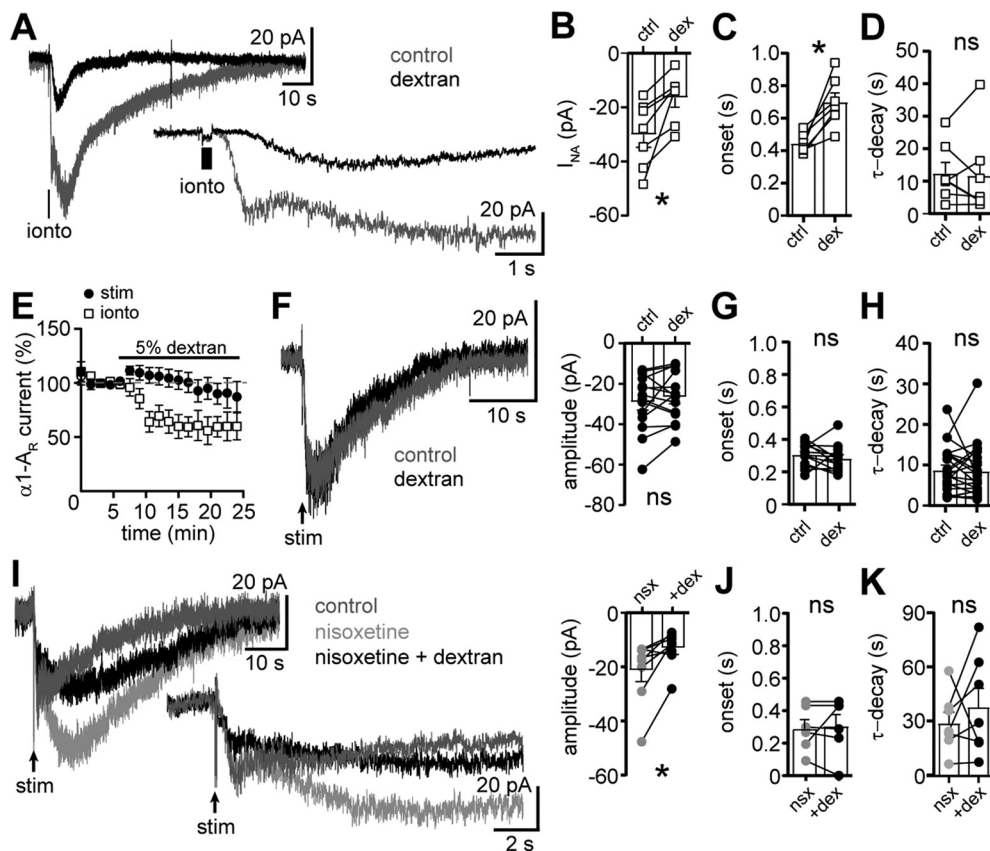 A
20 pA
10 s
control
dextran
ionto
ionto
20 pA
1 s
B
ctrl
dex
0
-20
-40
-60
I_NA (pA)
*
C
*
1.0
0.8
0.6
0.4
0.2
0
onset (s)
ctrl
dex
D
ns
50
40
30
20
10
0
τ–decay (s)
ctrl
dex
E
stim
ionto
5% dextran
150
100
50
α1-A_R current (%)
0
5
10
15
20
25
time (min)
F
20 pA
10 s
control
dextran
stim
ctrl
dex
0
-20
-40
-60
-80
amplitude (pA)
ns
G
ns
1.0
0.8
0.6
0.4
0.2
0
onset (s)
ctrl
dex
H
ns
40
30
20
10
0
τ–decay (s)
ctrl
dex
I
20 pA
10 s
control
nisoxetine
nisoxetine + dextran
stim
stim
20 pA
2 s
nsx
+dex
0
-20
-40
-60
amplitude (pA)
*
J
ns
1.0
0.8
0.6
0.4
0.2
0
onset (s)
nsx
+dex
K
ns
90
60
30
0
τ–decay (s)
nsx
+dex